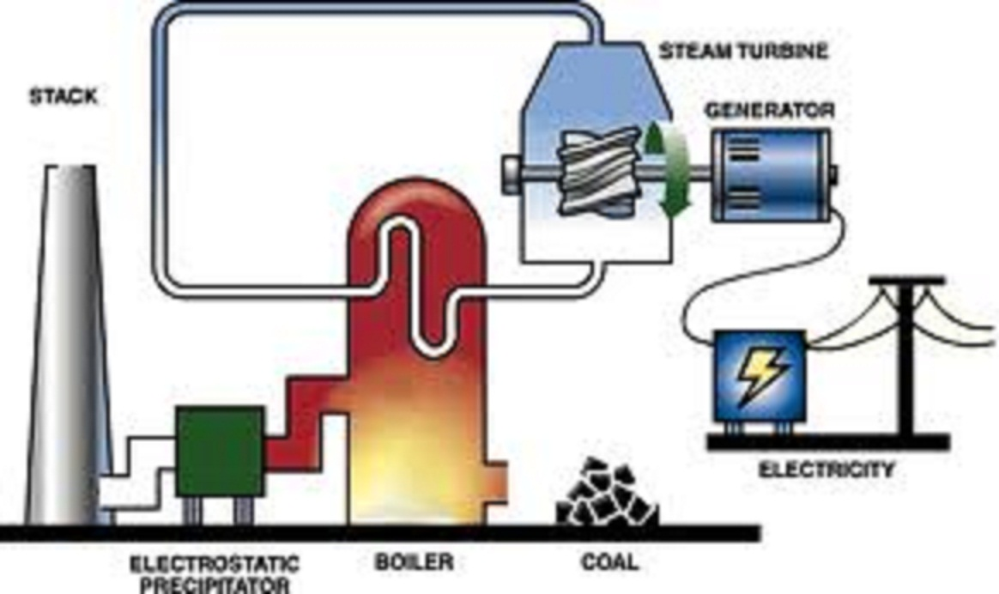 STEAM TURBINE
STACK
GENERATOR
ELECTRICITY
ELECTROSTATIC
PRECIPITATOR
BOILER
COAL